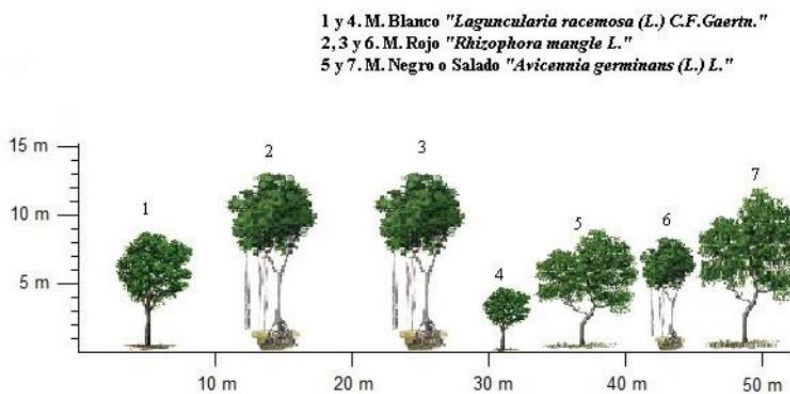 1 y 4. M. Blanco "Laguncularia racemosa (L.) C.F.Gaertn."
2, 3 y 6. M. Rojo "Rhizophora mangle L."
5 y 7. M. Negro o Salado "Avicennia germinans (L.) L."
15 m
10 m
5 m
1
2
3
4
5
6
7
10 m
20 m
30 m
40 m
50 m